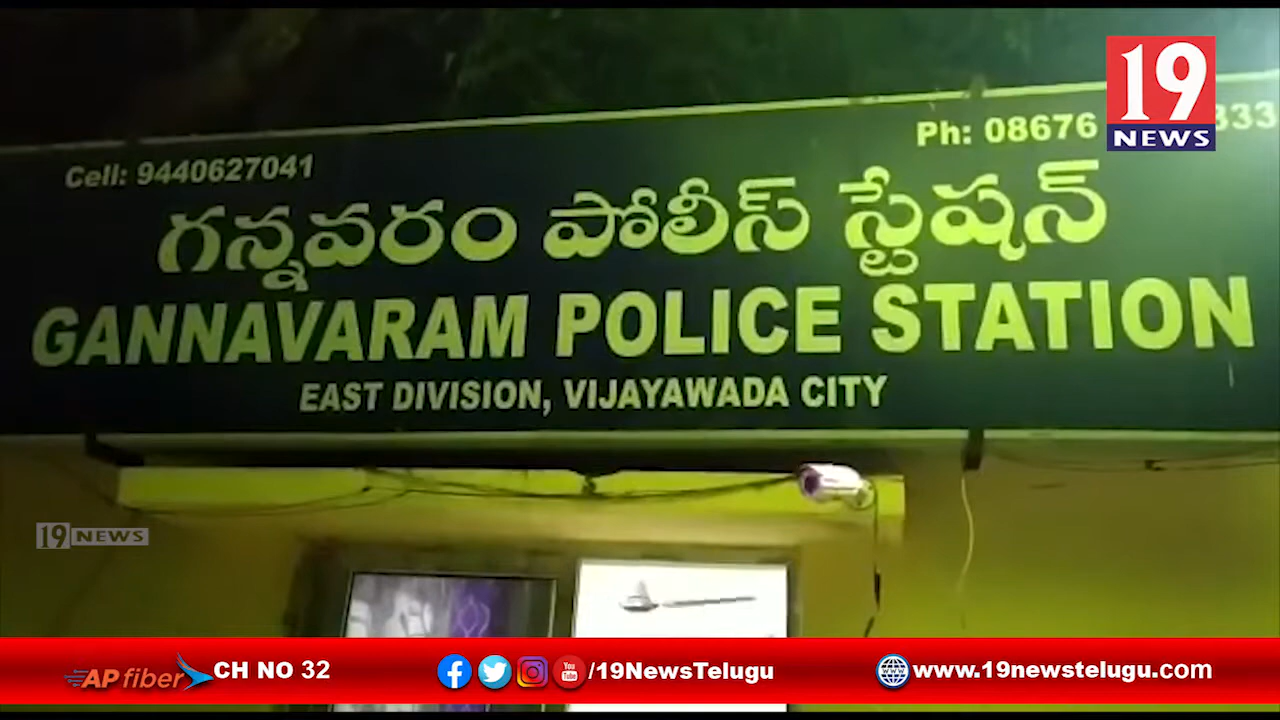 19
NEWS
Cell: 9440627041
Ph: 08676
గన్నవరం పోలీస్ స్టేషన్
GANNAVARAM POLICE STATION
EAST DIVISION, VIJAYAWADA CITY
19 NEWS
AP fiber CH NO 32
/19NewsTelugu
www.19newstelugu.com